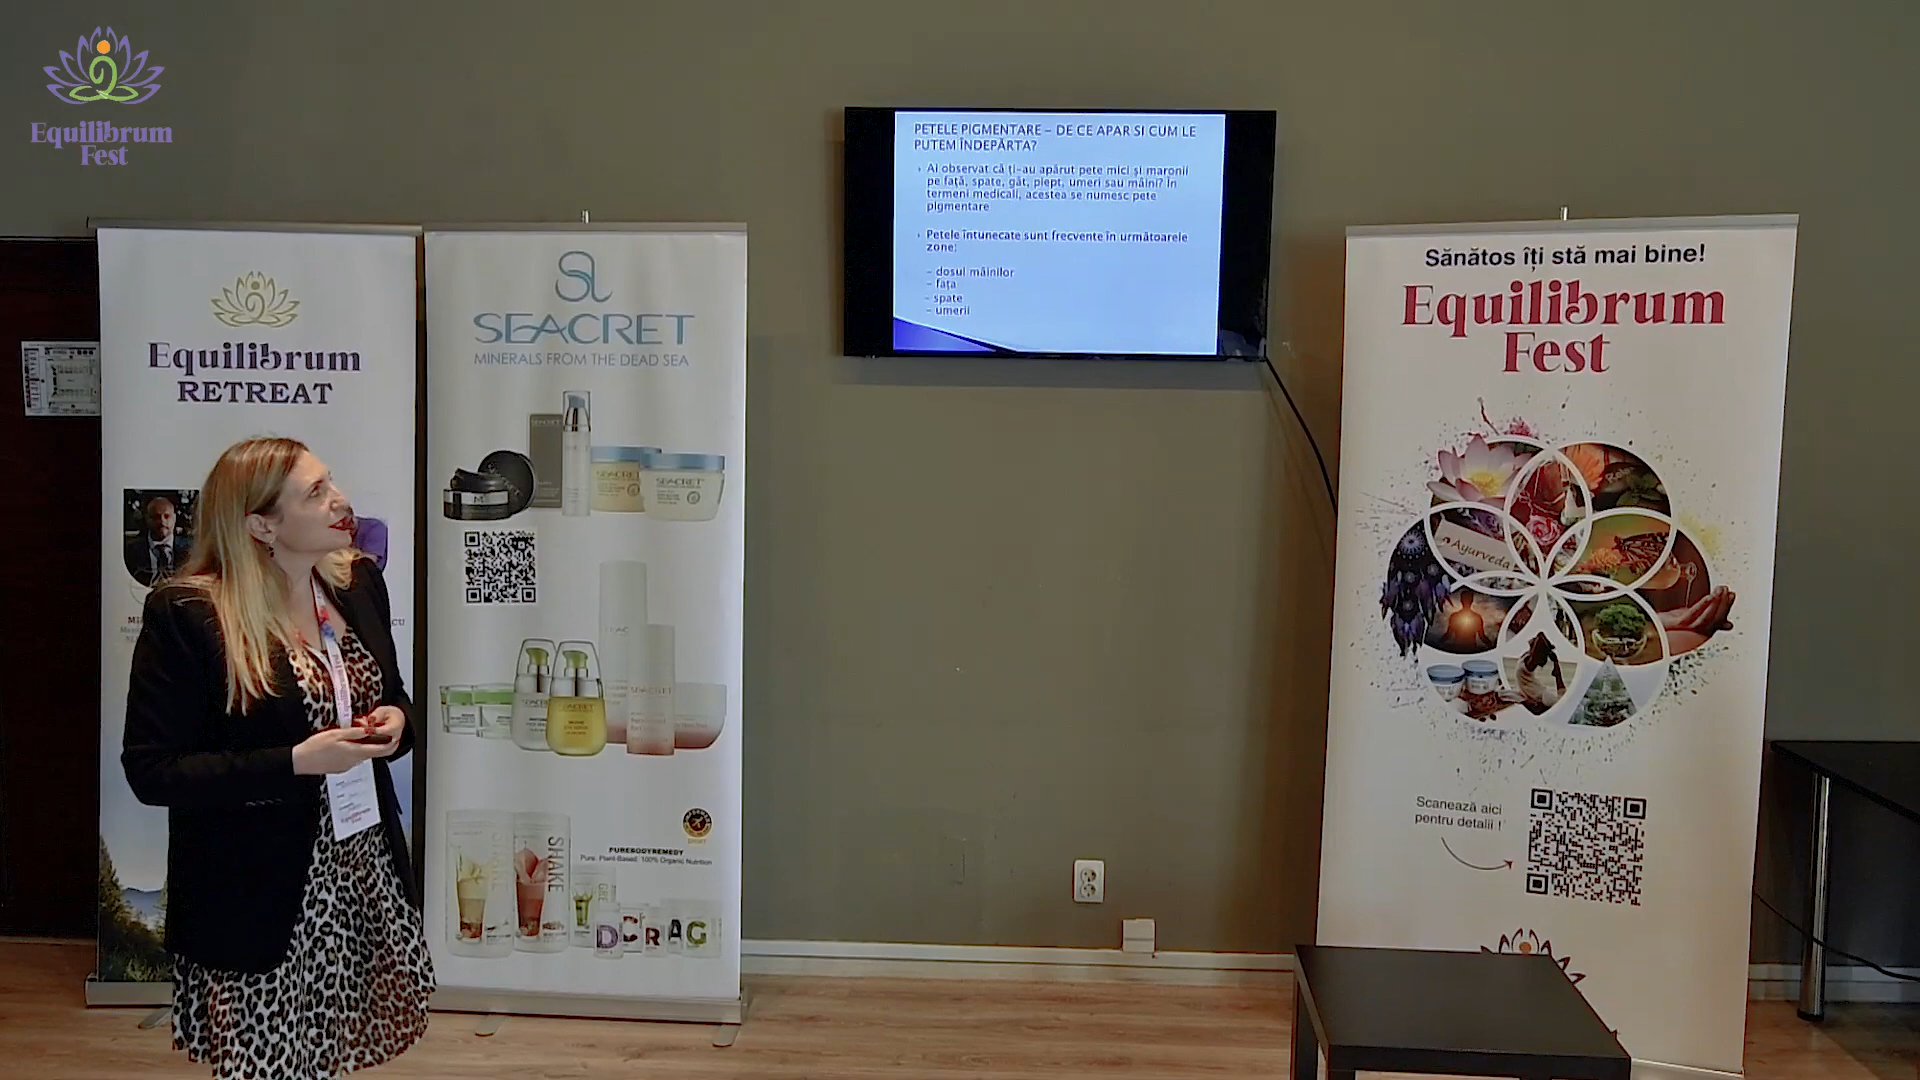 Equilibrum
Fest
Equilibrum
RETREAT
SEACRET
MINERALS FROM THE DEAD SEA
SEACRET
SEACRET
SEACRET
SEACRET
SHAKE
PUREBODYREMEDY
Pure. Plant-Based. 100% Organic Nutrition
D C R A G
PETELE PIGMENTARE – DE CE APAR SI CUM LE
PUTEM ÎNDEPĂRTA?
Ai observat că ți-au apărut pete mici și maronii
pe față, spate, gât, piept, umeri sau mâini? În
termeni medicali, acestea se numesc pete
pigmentare
Petele întunecate sunt frecvente în următoarele
zone:
– dosul mâinilor
– fața
– spate
– umerii
Sănătos îți stă mai bine!
Equilibrum
Fest
Ayurveda
Scanează aici
pentru detalii !